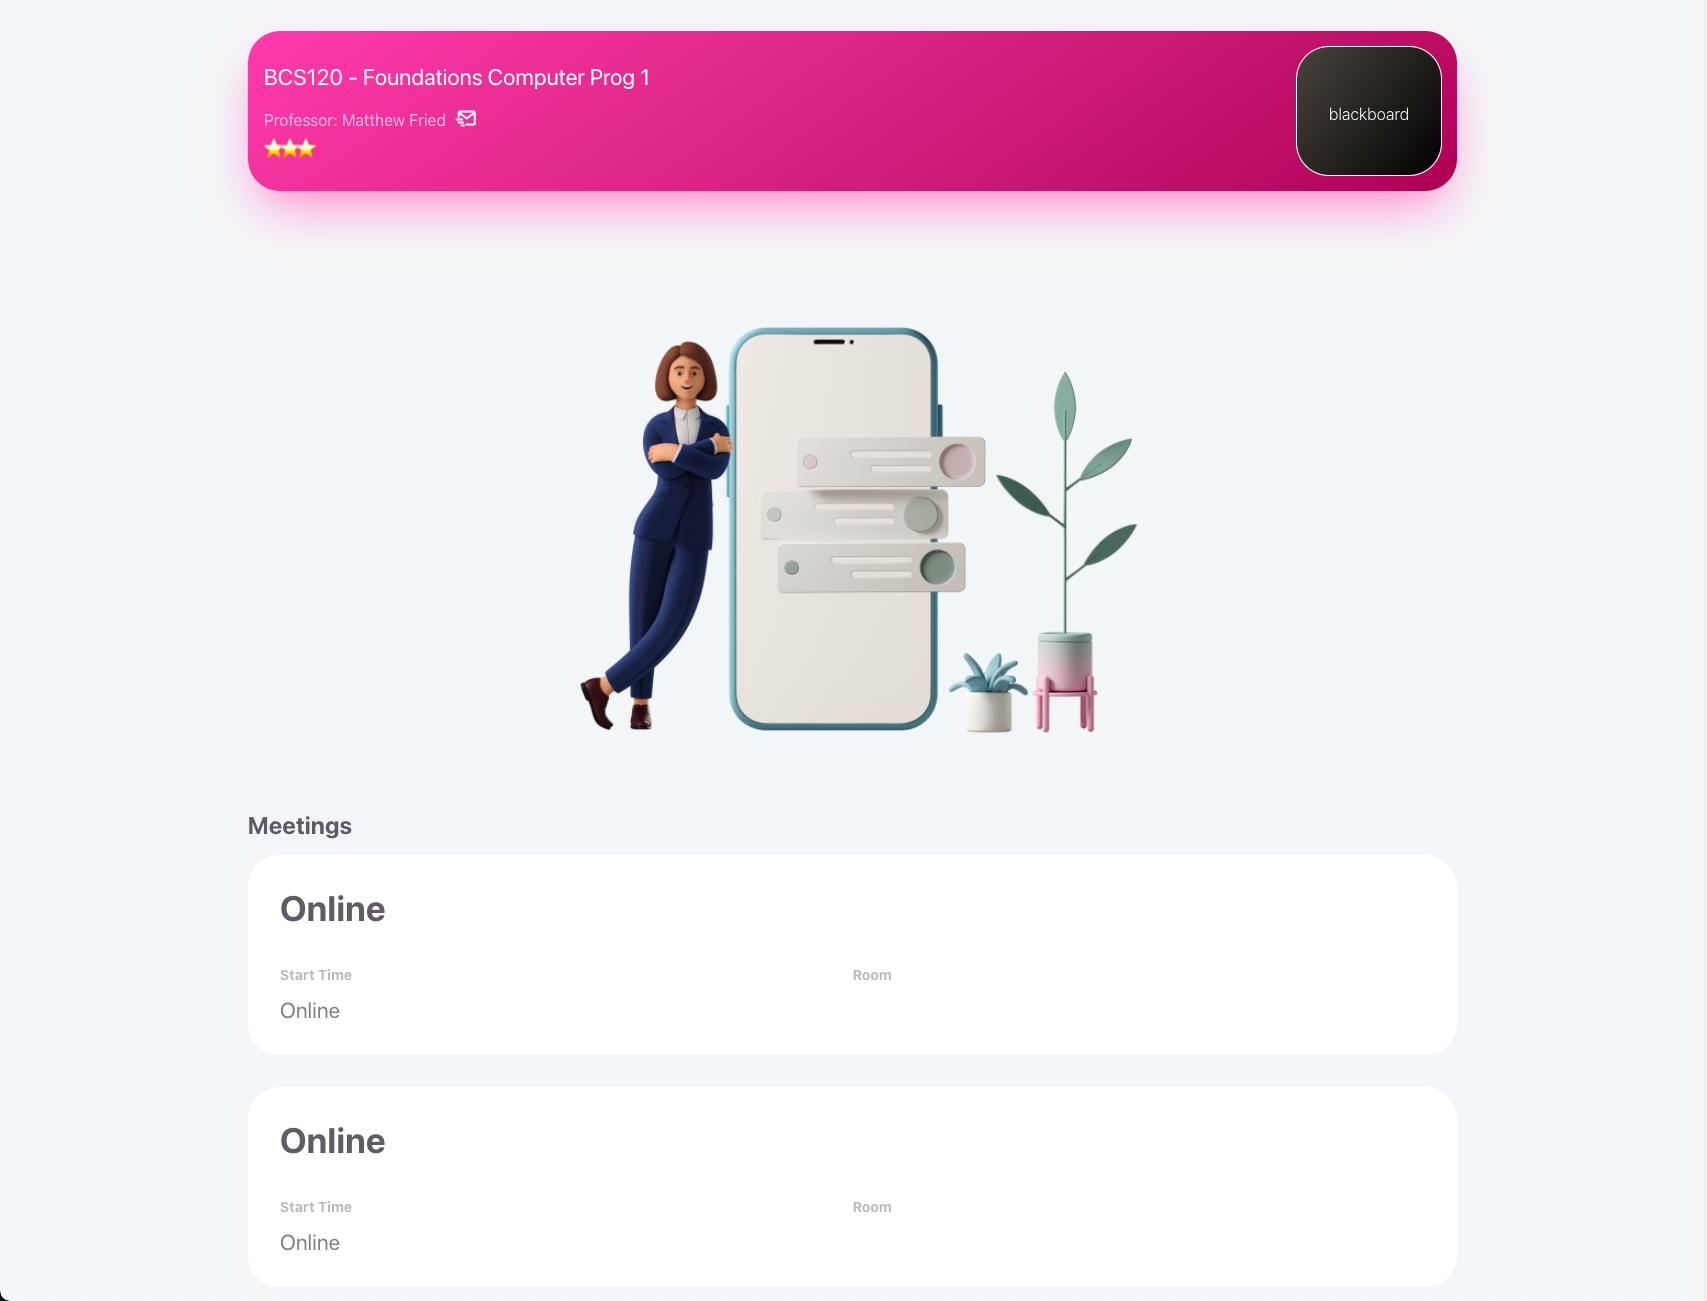 BCS120 - Foundations Computer Prog 1
Professor: Matthew Fried
blackboard
Meetings
Online
Start Time
Room
Online
Online
Start Time
Room
Online